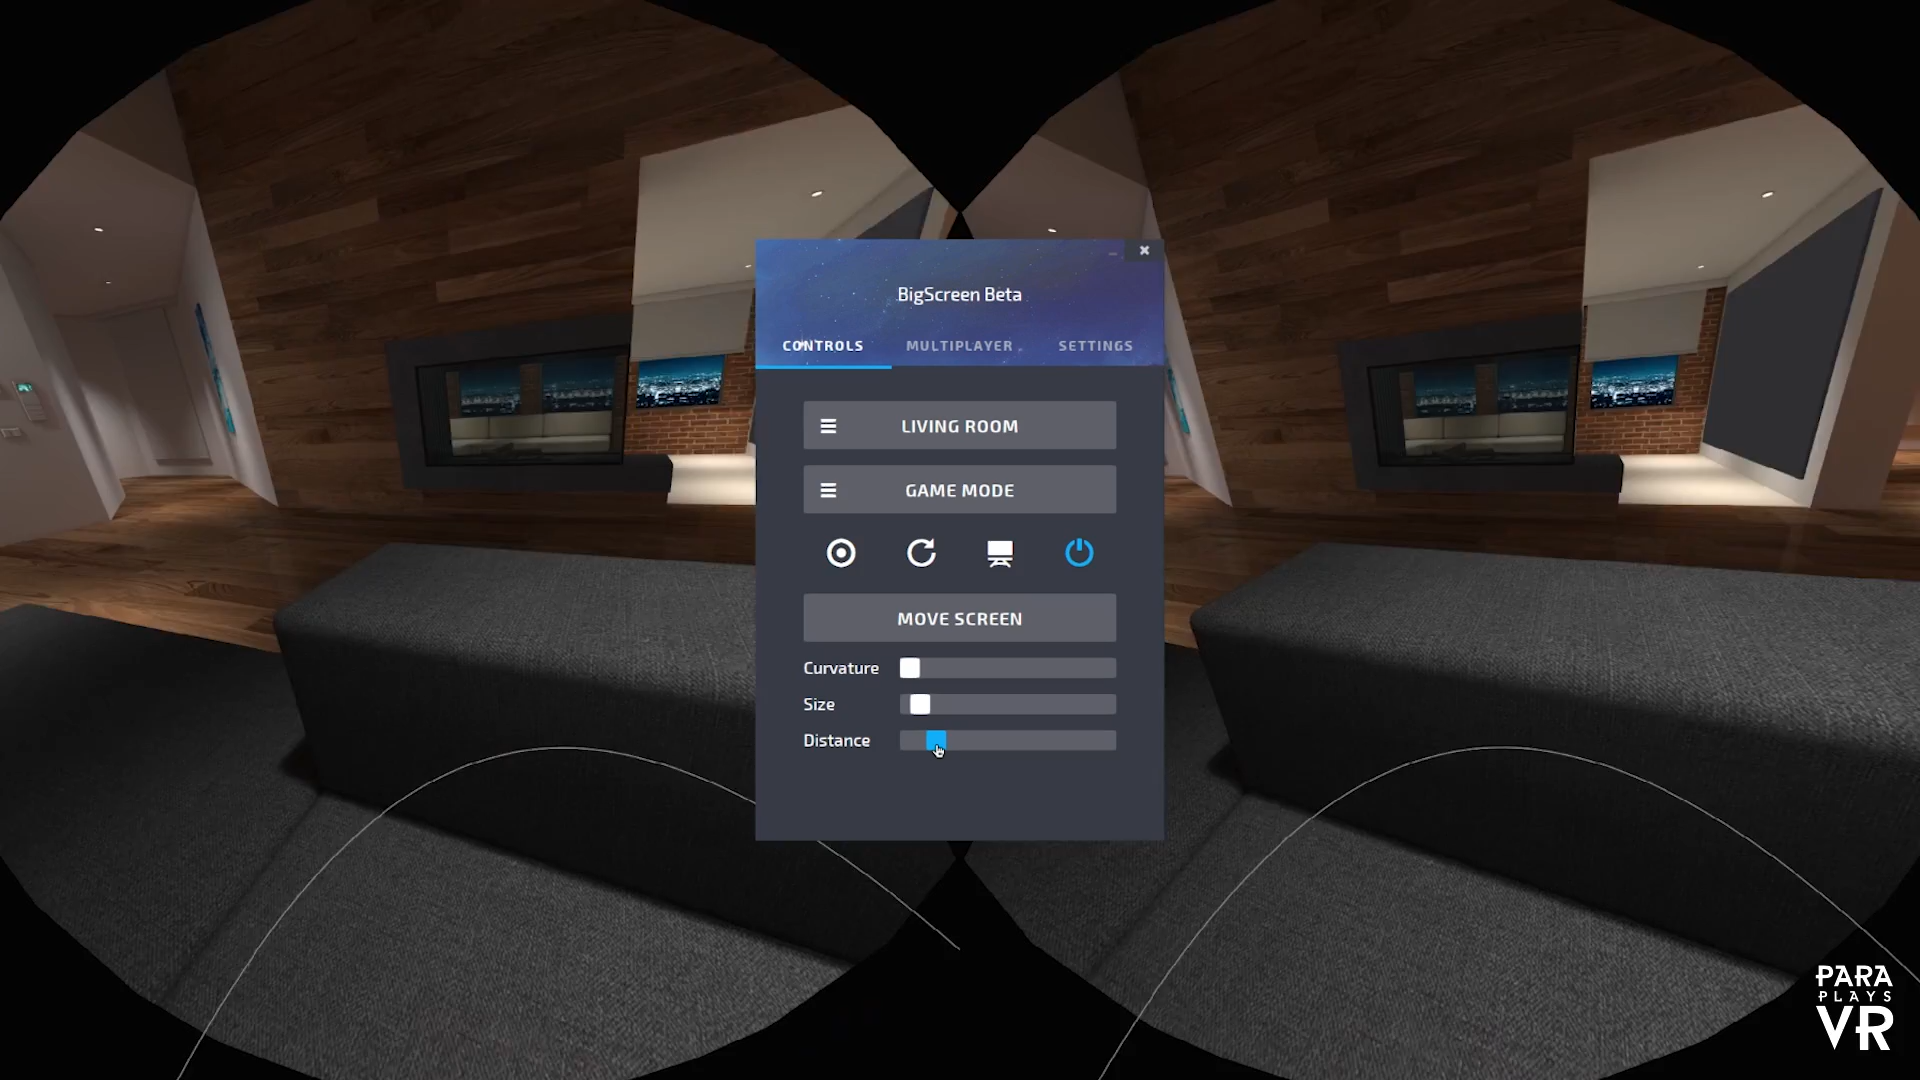 BigScreen Beta
CONTROLS MULTIPLAYER SETTINGS
LIVING ROOM
GAME MODE
MOVE SCREEN
Curvature
Size
Distance
PARA
PLAYS
VR